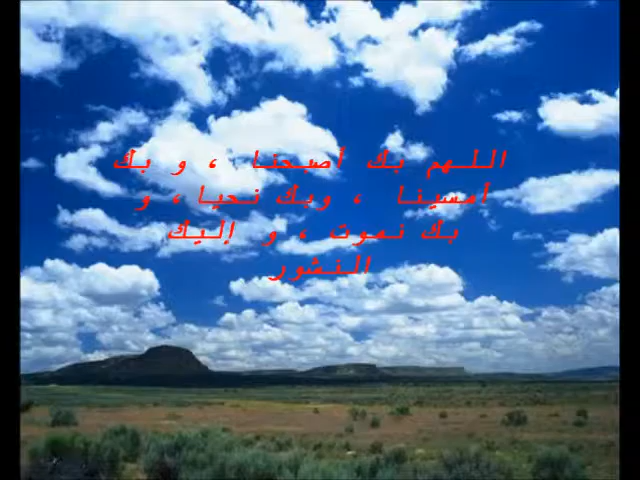 اللهم بك أصبحنا ، و بك
أمسينا ، وبك نحيا، و
بك نموت ، و إليك
النشور